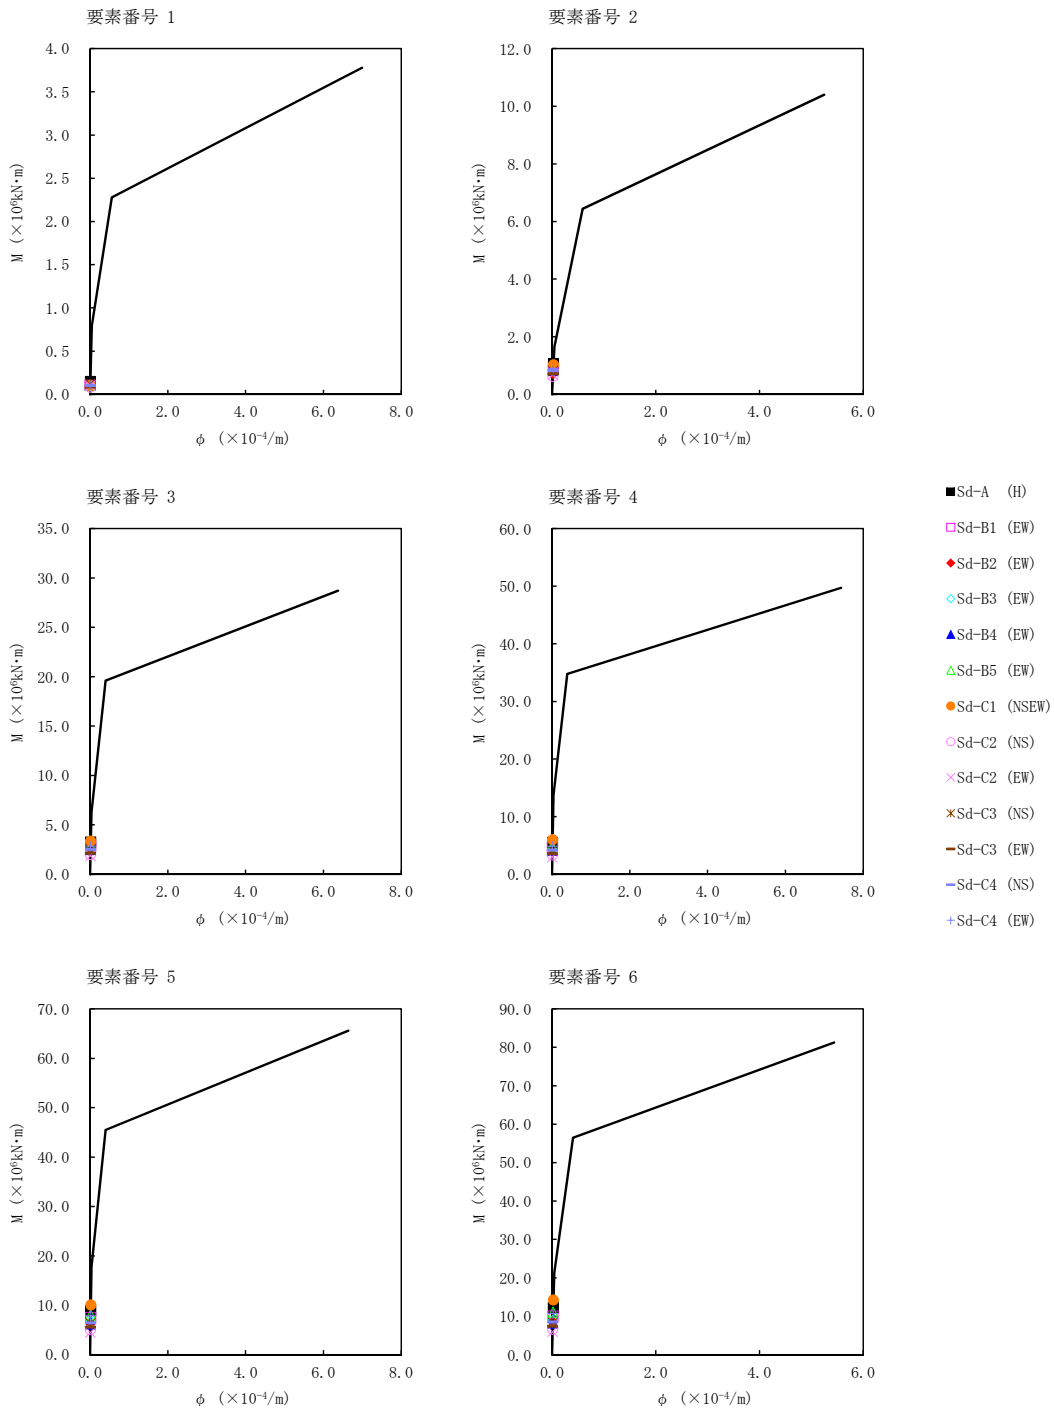 要素番号 1
4.0
3.5
3.0
2.5
2.0
1.5
1.0
0.5
0.0
M (×10⁶kN・m)
0.0 2.0 4.0 6.0 8.0
φ (×10⁻⁴/m)
要素番号 2
12.0
10.0
8.0
6.0
4.0
2.0
0.0
M (×10⁶kN・m)
0.0 2.0 4.0 6.0
φ (×10⁻⁴/m)
要素番号 3
35.0
30.0
25.0
20.0
15.0
10.0
5.0
0.0
M (×10⁶kN・m)
0.0 2.0 4.0 6.0 8.0
φ (×10⁻⁴/m)
要素番号 4
60.0
50.0
40.0
30.0
20.0
10.0
0.0
M (×10⁶kN・m)
0.0 2.0 4.0 6.0 8.0
φ (×10⁻⁴/m)
Sd-A (H)
Sd-B1 (EW)
Sd-B2 (EW)
Sd-B3 (EW)
Sd-B4 (EW)
Sd-B5 (EW)
Sd-C1 (NSEW)
Sd-C2 (NS)
Sd-C2 (EW)
Sd-C3 (NS)
Sd-C3 (EW)
Sd-C4 (NS)
Sd-C4 (EW)
要素番号 5
70.0
60.0
50.0
40.0
30.0
20.0
10.0
0.0
M (×10⁶kN・m)
0.0 2.0 4.0 6.0 8.0
φ (×10⁻⁴/m)
要素番号 6
90.0
80.0
70.0
60.0
50.0
40.0
30.0
20.0
10.0
0.0
M (×10⁶kN・m)
0.0 2.0 4.0 6.0
φ (×10⁻⁴/m)